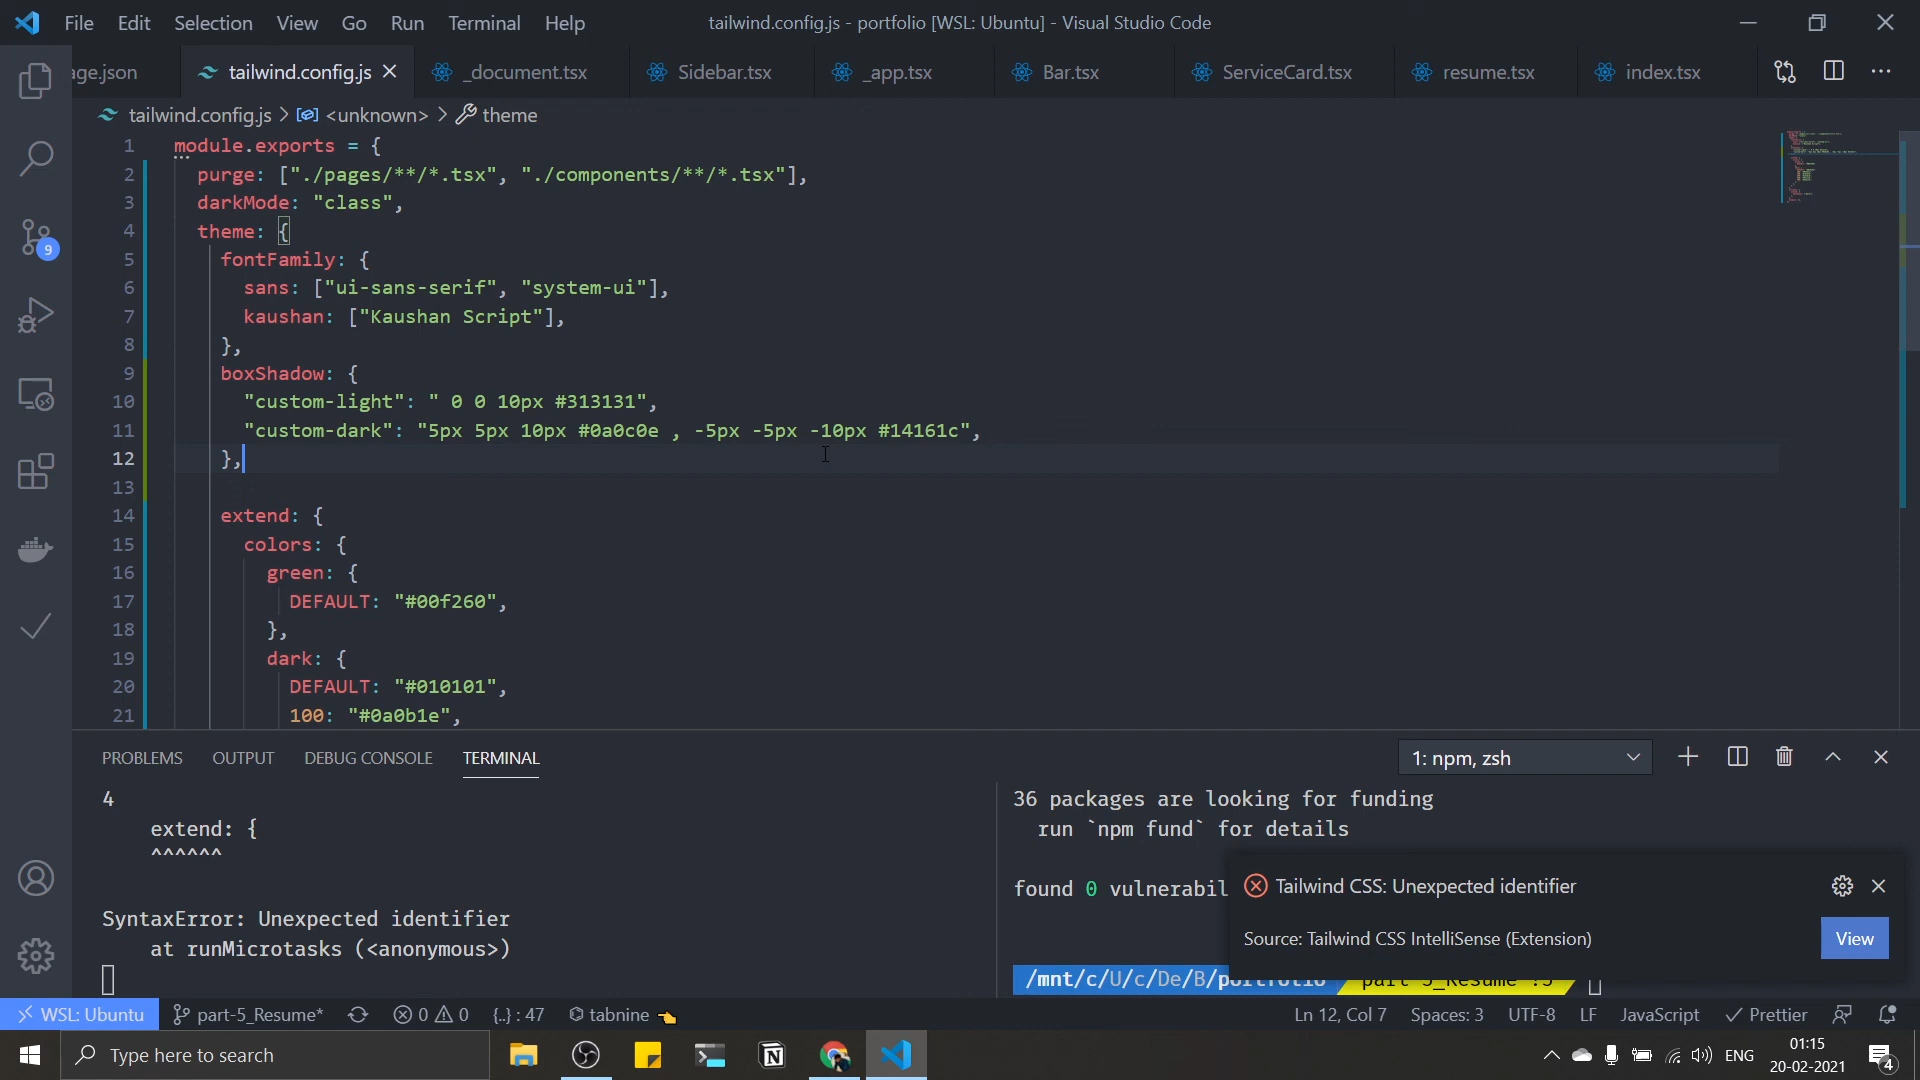 File Edit Selection View Go Run Terminal Help
tailwind.config.js - portfolio [WSL: Ubuntu] - Visual Studio Code
age.json tailwind.config.js _document.tsx Sidebar.tsx _app.tsx Bar.tsx ServiceCard.tsx resume.tsx index.tsx
tailwind.config.js > <unknown> > theme
1 module.exports = {
2 purge: ["./pages/**/*.tsx", "./components/**/*.tsx"],
3 darkMode: "class",
4 theme: {
5 fontFamily: {
6 sans: ["ui-sans-serif", "system-ui"],
7 kaushan: ["Kaushan Script"],
8 },
9 boxShadow: {
10 "custom-light": " 0 0 10px #313131",
11 "custom-dark": "5px 5px 10px #0a0c0e , -5px -5px -10px #14161c",
12 },
13
14 extend: {
15 colors: {
16 green: {
17 DEFAULT: "#00f260",
18 },
19 dark: {
20 DEFAULT: "#010101",
21 100: "#0a0b1e",
9
PROBLEMS OUTPUT DEBUG CONSOLE TERMINAL
1: npm, zsh
4
extend: {
^^^^^^
SyntaxError: Unexpected identifier
at runMicrotasks (<anonymous>)
36 packages are looking for funding
run `npm fund` for details
found 0 vulnerabil
/mnt/c/U/c/De/B/portfolio part-5_Resume !3
Tailwind CSS: Unexpected identifier
Source: Tailwind CSS IntelliSense (Extension)
View
WSL: Ubuntu part-5_Resume* 0 0 {..} : 47 tabnine
Ln 12, Col 7 Spaces: 3 UTF-8 LF JavaScript Prettier
Type here to search
ENG
01:15
20-02-2021
4